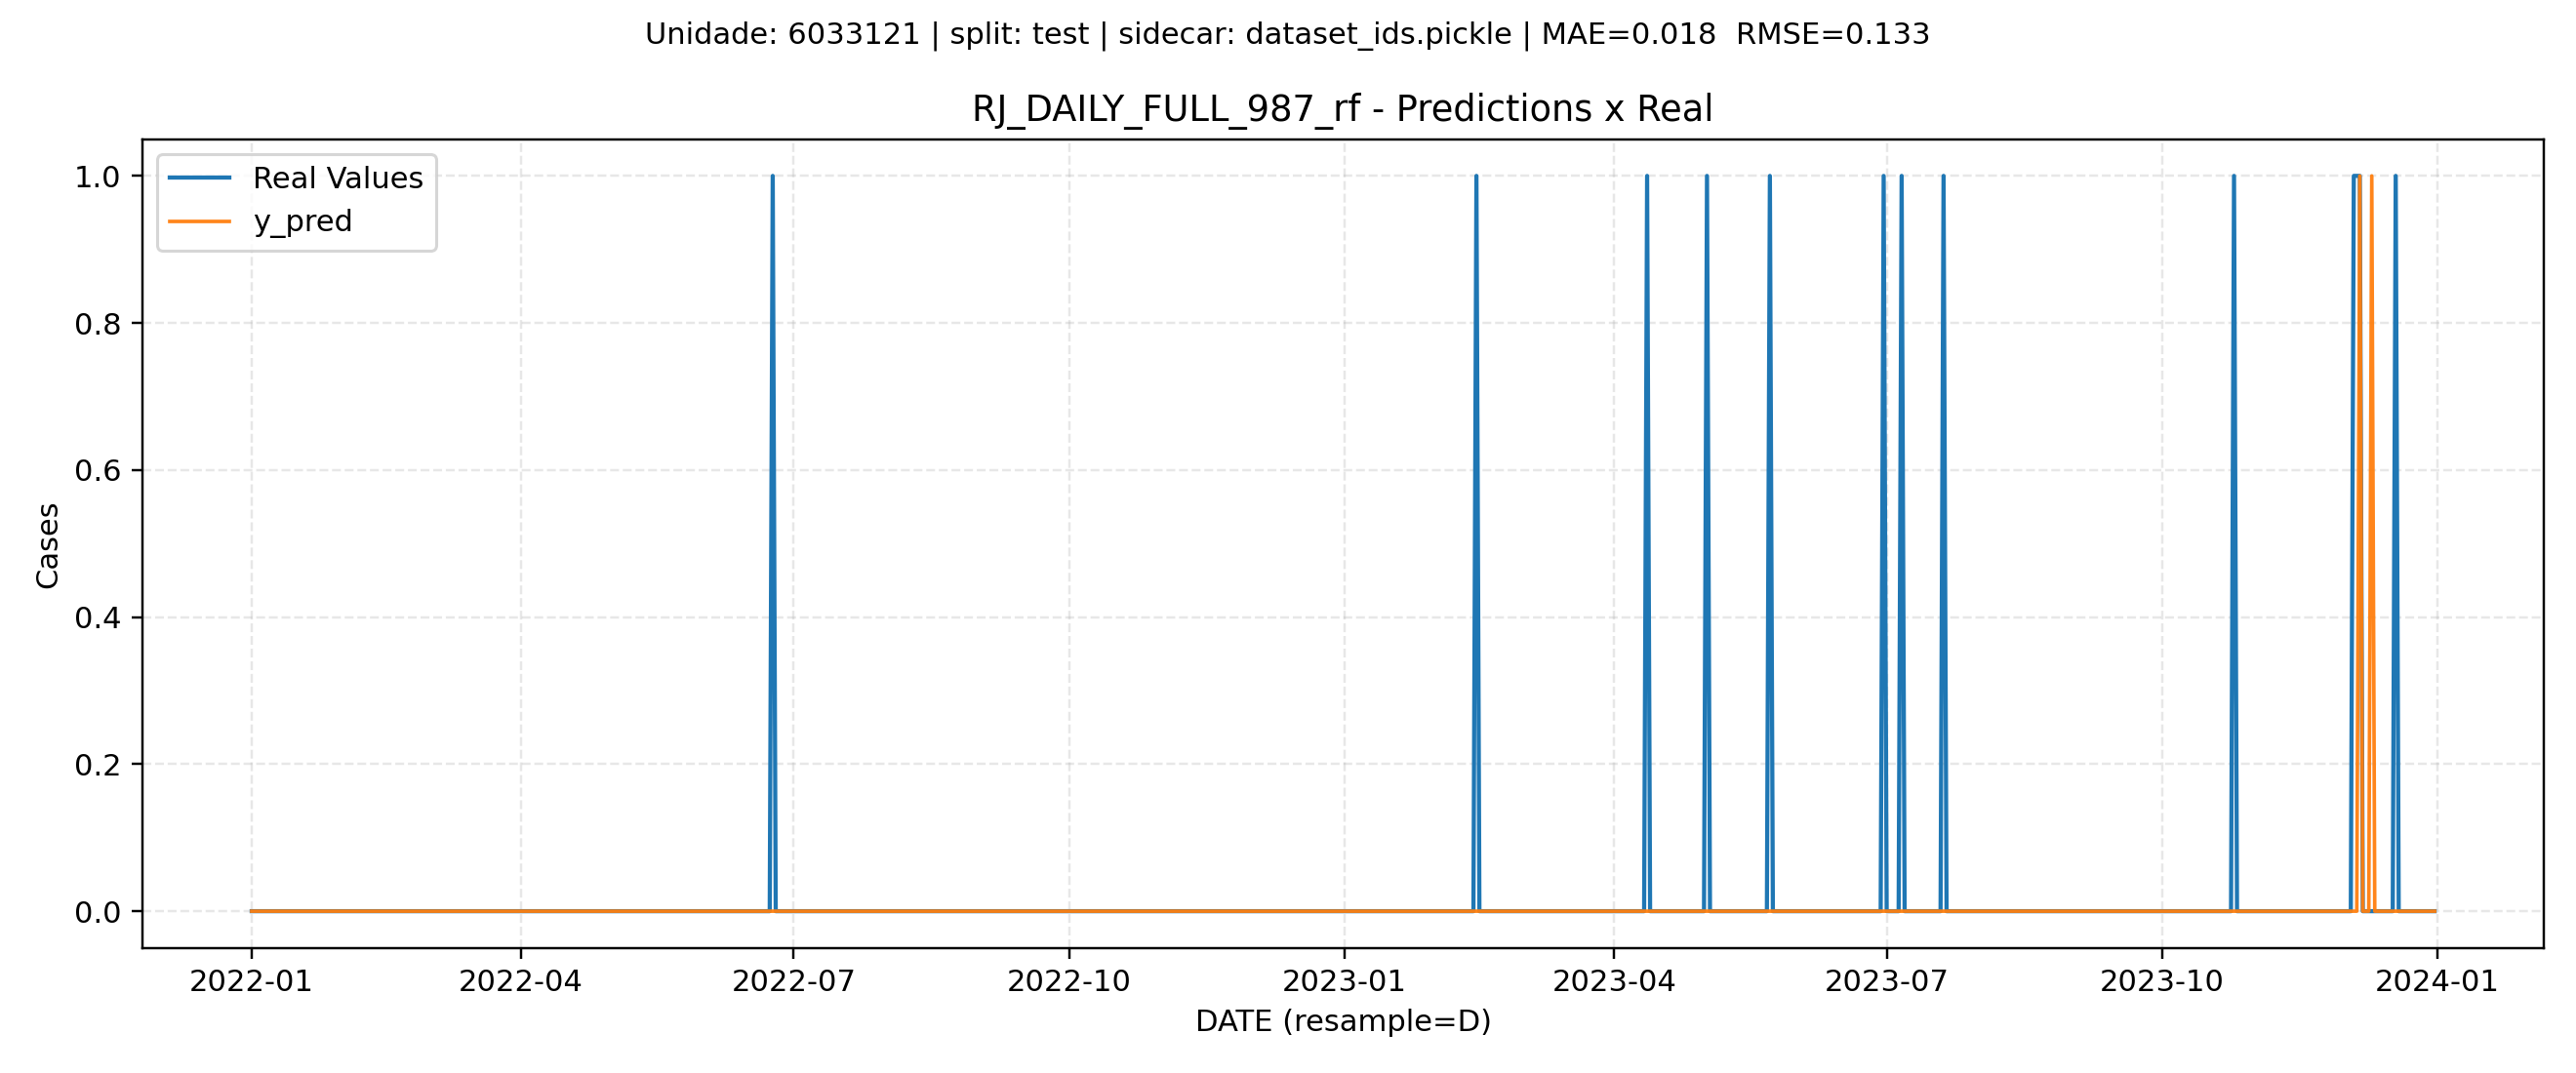 Unidade: 6033121 | split: test | sidecar: dataset_ids.pickle | MAE=0.018  RMSE=0.133
RJ_DAILY_FULL_987_rf - Predictions x Real
Real Values
y_pred
1.0
0.8
0.6
0.4
0.2
0.0
Cases
2022-01 2022-04 2022-07 2022-10 2023-01 2023-04 2023-07 2023-10 2024-01
DATE (resample=D)